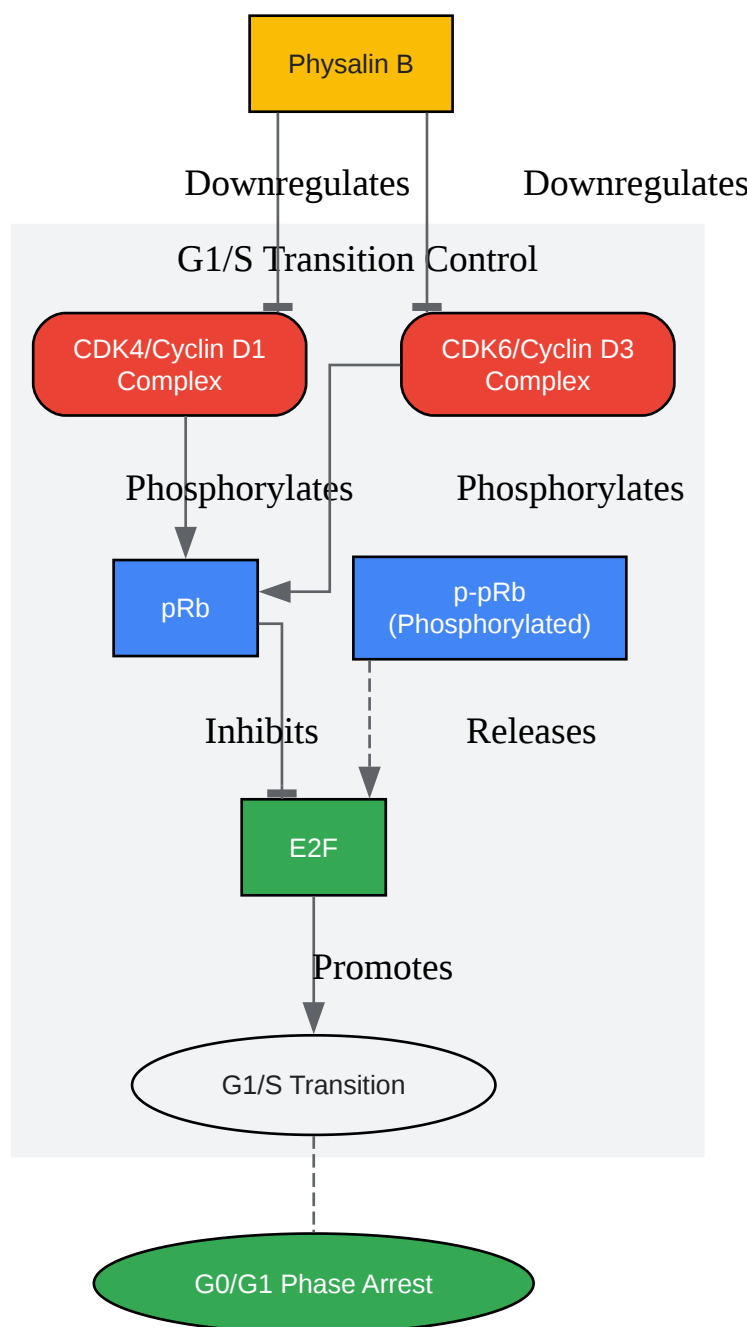 Physalin B
Downregulates
Downregulates
G1/S Transition Control
CDK4/Cyclin D1
Complex
CDK6/Cyclin D3
Complex
Phosphorylates
Phosphorylates
pRb
p-pRb
(Phosphorylated)
Inhibits
Releases
E2F
Promotes
G1/S Transition
G0/G1 Phase Arrest